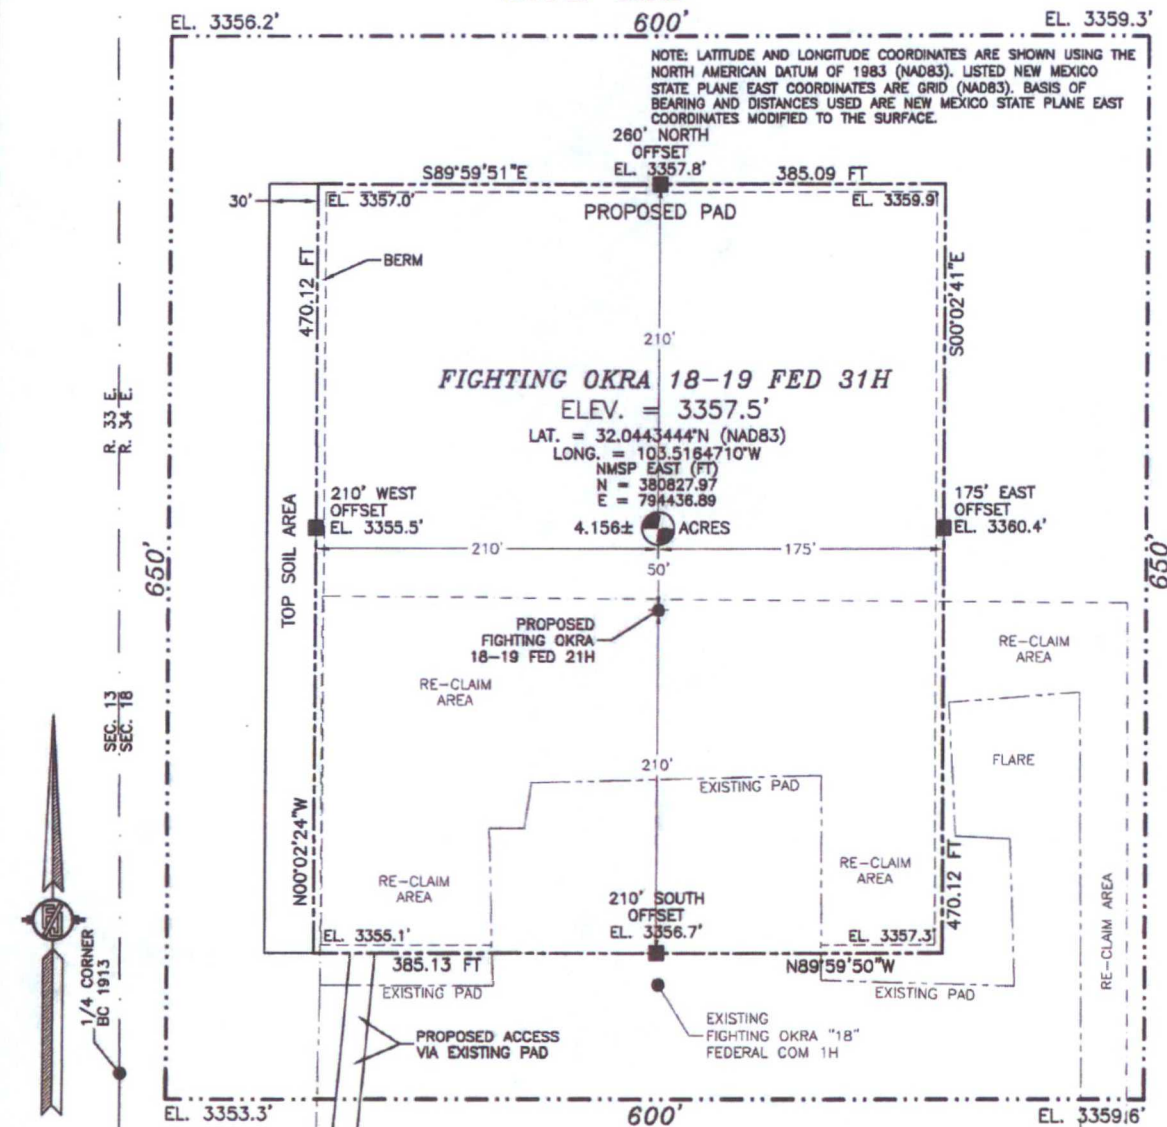 EL. 3356.2'
600'
EL. 3359.3'
NOTE: LATITUDE AND LONGITUDE COORDINATES ARE SHOWN USING THE
NORTH AMERICAN DATUM OF 1983 (NAD83). LISTED NEW MEXICO
STATE PLANE EAST COORDINATES ARE GRID (NAD83). BASIS OF
BEARING AND DISTANCES USED ARE NEW MEXICO STATE PLANE EAST
COORDINATES MODIFIED TO THE SURFACE.
260' NORTH
OFFSET
EL. 3357.8'
S89°59'51"E
385.09 FT
30'
EL. 3357.0'
EL. 3359.9'
PROPOSED PAD
BERM
470.12 FT
S00°02'41"E
210'
FIGHTING OKRA 18-19 FED 31H
ELEV. = 3357.5'
LAT. = 32.0443444°N (NAD83)
LONG. = 103.5164710°W
NMSP EAST (FT)
N = 380827.97
E = 794436.89
R. 33 E.
R. 34 E.
210' WEST
OFFSET
EL. 3355.5'
4.156± ACRES
175' EAST
OFFSET
EL. 3360.4'
TOP SOIL AREA
210'
175'
50'
650'
650'
PROPOSED
FIGHTING OKRA
18-19 FED 21H
RE-CLAIM
AREA
RE-CLAIM
AREA
SEC. 13
SEC. 18
FLARE
210'
EXISTING PAD
N00°02'24"W
RE-CLAIM
AREA
RE-CLAIM
AREA
470.12 FT
RE-CLAIM AREA
210' SOUTH
OFFSET
EL. 3356.7'
EL. 3355.1'
EL. 3357.3'
385.13 FT
N89°59'50"W
EXISTING PAD
EXISTING PAD
1/4 CORNER
BC 1913
PROPOSED ACCESS
VIA EXISTING PAD
EXISTING
FIGHTING OKRA "18"
FEDERAL COM 1H
EL. 3353.3'
600'
EL. 3359.6'